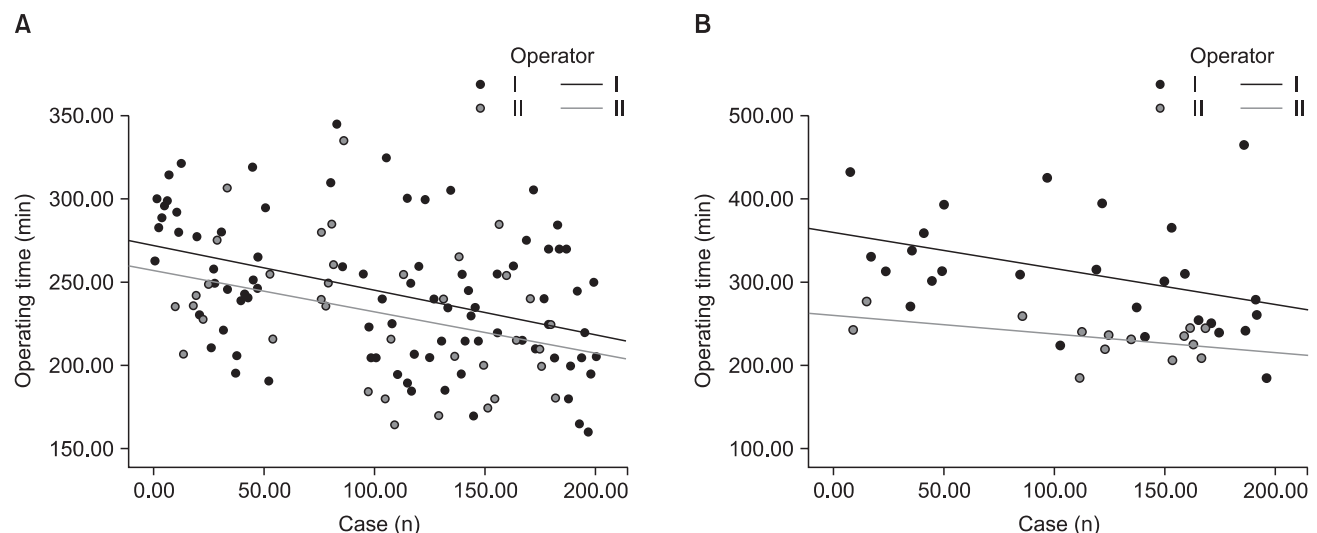 A
Operator
I I
II II
350.00
300.00
250.00
200.00
150.00
Operating time (min)
0.00 50.00 100.00 150.00 200.00
Case (n)
B
Operator
I I
II II
500.00
400.00
300.00
200.00
100.00
Operating time (min)
0.00 50.00 100.00 150.00 200.00
Case (n)